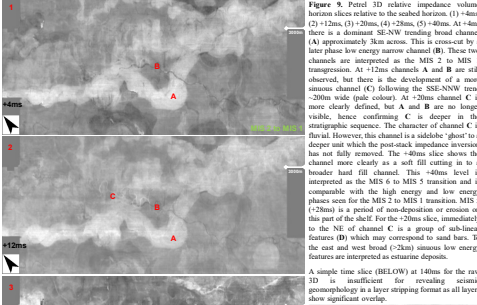 1
B
A
+4ms
2000m
2
C
B
A
+12ms
2000m
3
Figure 9. Petrel 3D relative impedance volum
horizon slices relative to the seabed horizon. (1) +4ms
(2) +12ms, (3) +20ms, (4) +28ms, (5) +40ms. At +4m
there is a dominant SE-NW trending broad channe
(A) approximately 3km across. This is cross-cut by
later phase low energy narrow channel (B). These tw
channels are interpreted as the MIS 2 to MIS
transgression. At +12ms channels A and B are stil
observed, but there is the development of a mor
sinuous channel (C) following the SSE-NNW tren
~200m wide (pale colour). At +20ms channel C i
more clearly defined, but A and B are no longe
visible, hence confirming C is deeper in th
stratigraphic sequence. The character of channel C i
fluvial. However, this channel is a sidelobe ‘ghost’ to
deeper unit which the post-stack impedance inversion
has not fully removed. The +40ms slice shows th
channel more clearly as a soft fill cutting in to
broader hard fill channel. This +40ms level i
interpreted as the MIS 6 to MIS 5 transition and i
comparable with the high energy and low energ
phases seen for the MIS 2 to MIS 1 transition. MIS
(+28ms) is a period of non-deposition or erosion o
this part of the shelf. For the +20ms slice, immediatel
to the NE of channel C is a group of sub-linea
features (D) which may correspond to sand bars. T
the east and west broad (>2km) sinuous low energ
features are interpreted as estuarine deposits.
A simple time slice (BELOW) at 140ms for the ra
3D is insufficient for revealing seismi
geomorphology in a layer stripping format as all layer
show significant overlap.